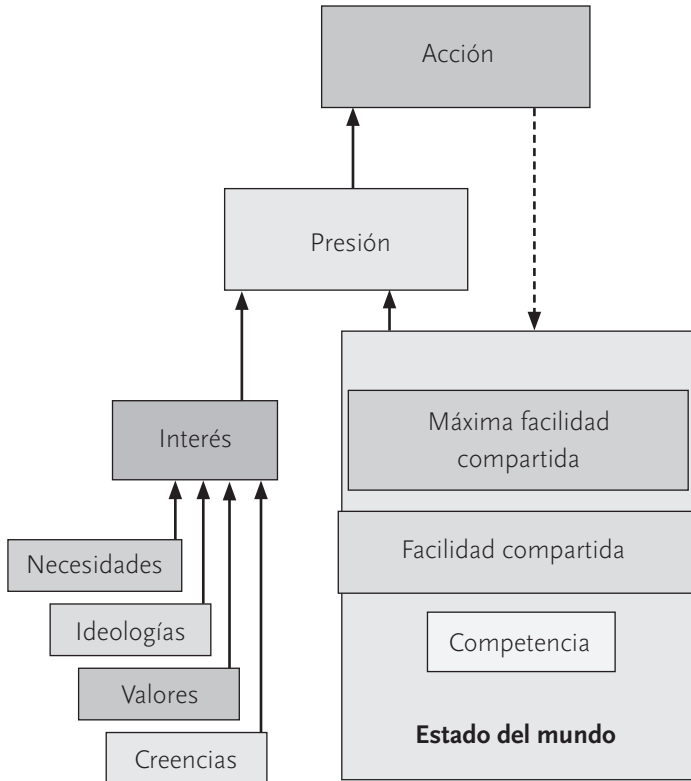 Acción
Presión
Interés
Máxima facilidad
compartida
Facilidad compartida
Necesidades
Ideologías
Competencia
Valores
Estado del mundo
Creencias